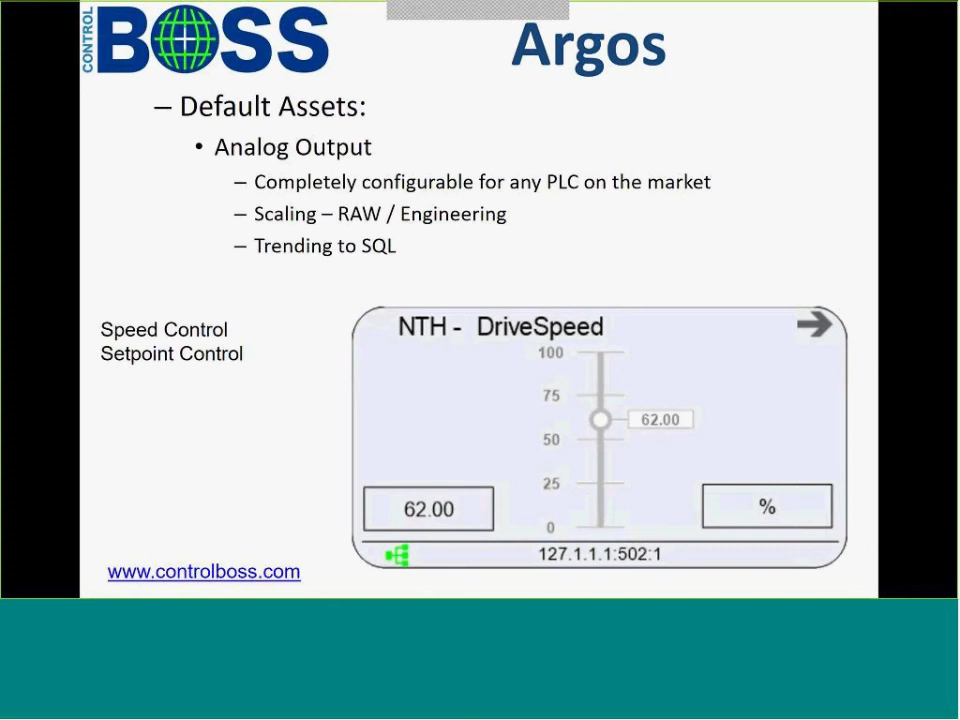 CONTROL BOSS
Argos
– Default Assets:
• Analog Output
– Completely configurable for any PLC on the market
– Scaling – RAW / Engineering
– Trending to SQL
Speed Control
Setpoint Control
NTH - DriveSpeed
100
75
62.00
50
25
0
62.00
%
127.1.1.1:502:1
www.controlboss.com